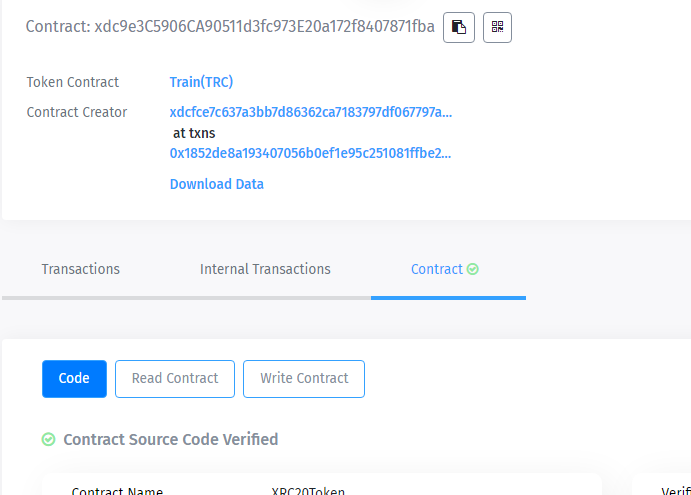 Contract: xdc9e3C5906CA90511d3fc973E20a172f8407871fba
Token Contract Train(TRC)
Contract Creator xdcfce7c637a3bb7d86362ca7183797df067797a...
at txns
0x1852de8a193407056b0ef1e95c251081ffbe2...
Download Data
Transactions Internal Transactions Contract
Code Read Contract Write Contract
Contract Source Code Verified
Contract Name XRC20Token Verifi